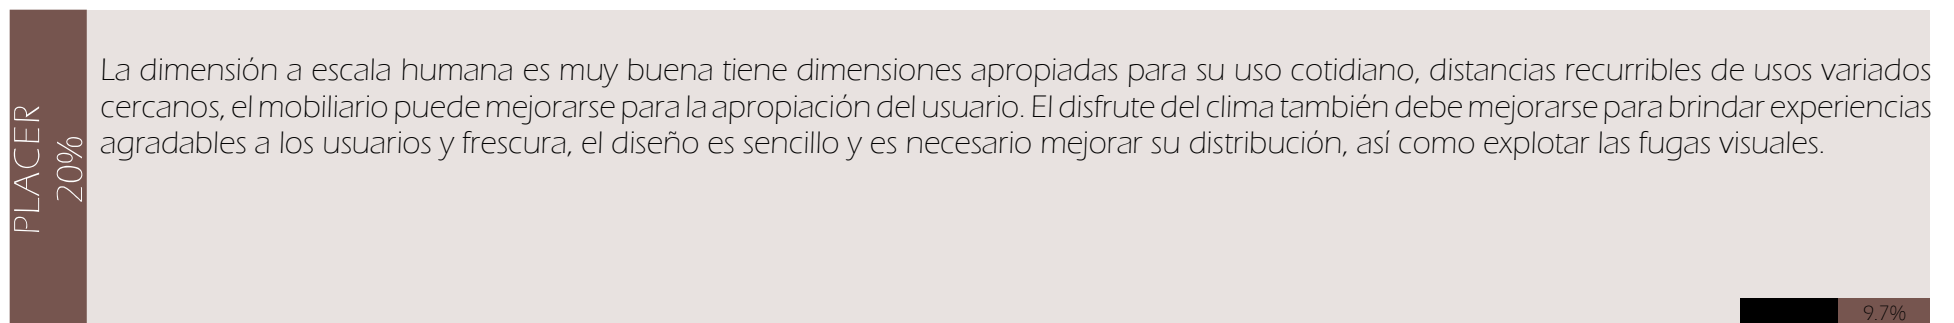 PLACER
20%
La dimensión a escala humana es muy buena tiene dimensiones apropiadas para su uso cotidiano, distancias recurribles de usos variados
cercanos, el mobiliario puede mejorarse para la apropiación del usuario. El disfrute del clima también debe mejorarse para brindar experiencias
agradables a los usuarios y frescura, el diseño es sencillo y es necesario mejorar su distribución, así como explotar las fugas visuales.
9.7%